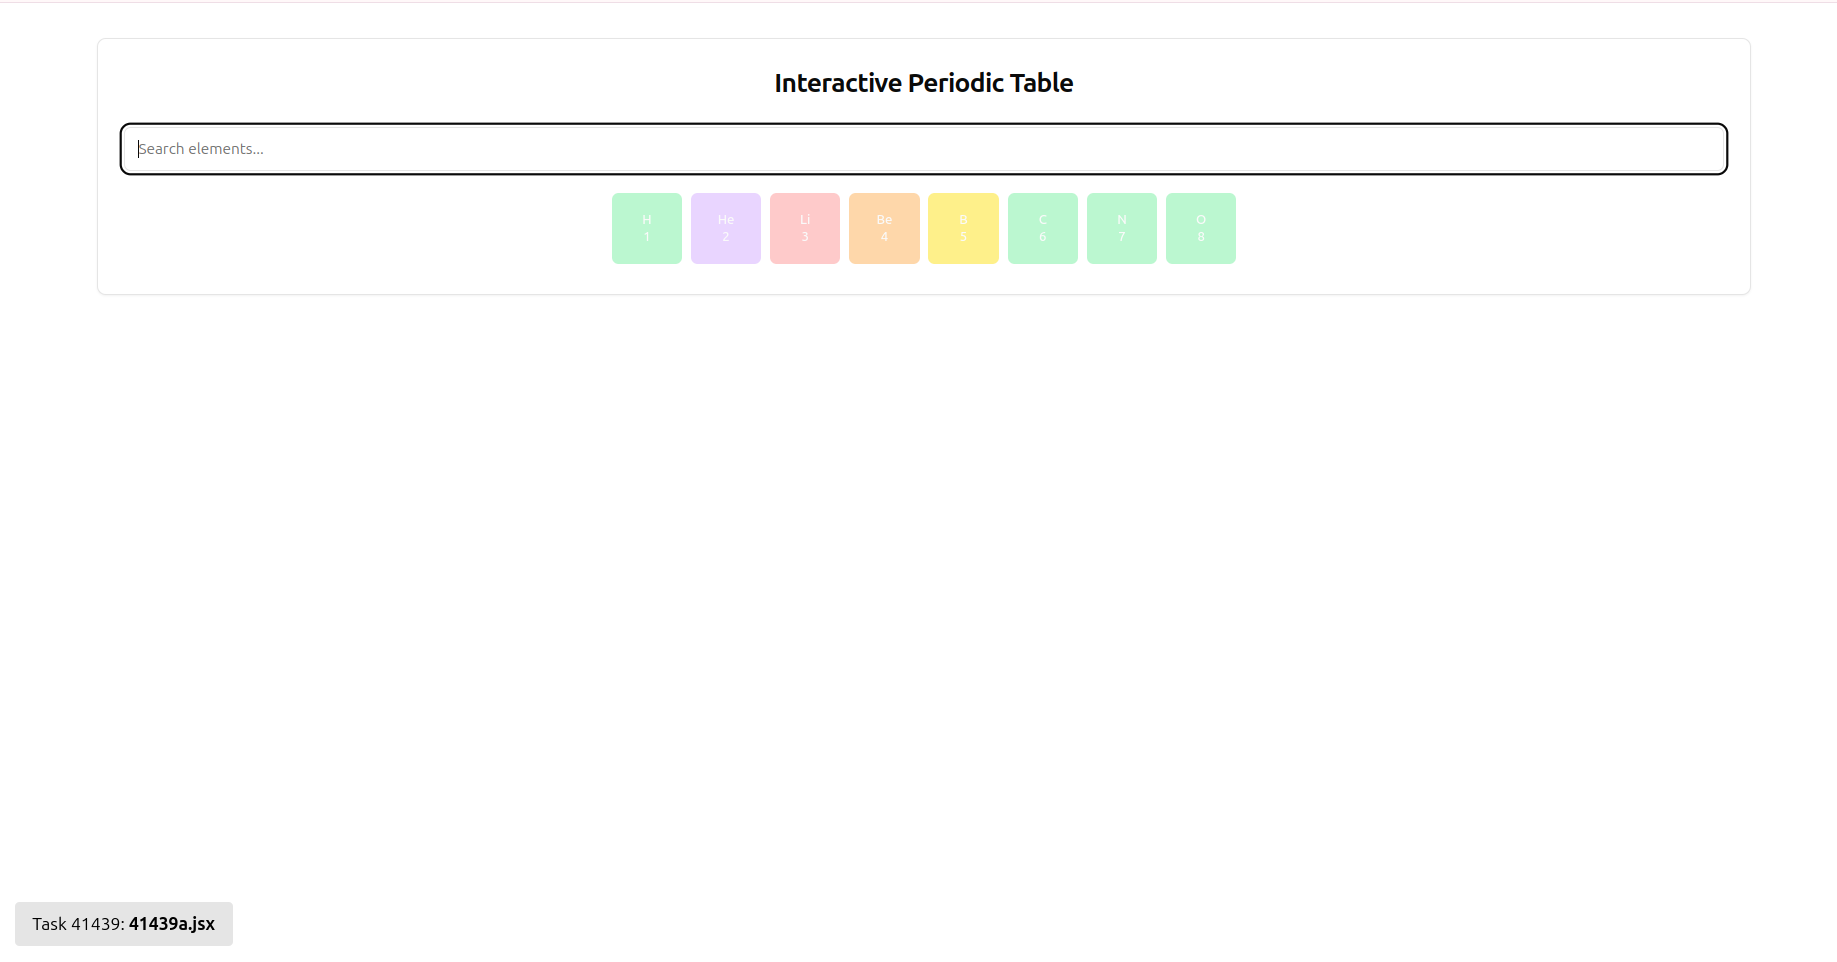 Interactive Periodic Table
Search elements...
H He Li Be B C N O
1 2 3 4 5 6 7 8
Task 41439: 41439a.jsx